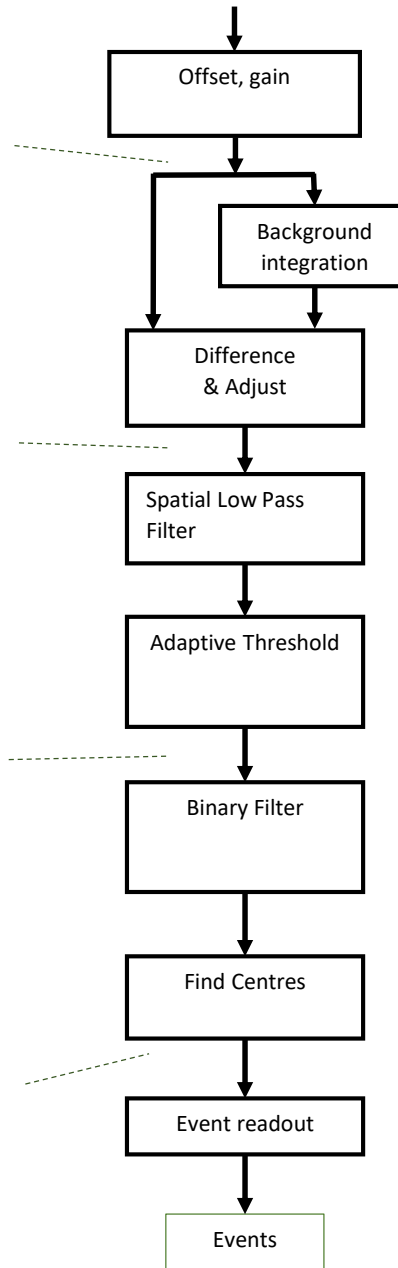 Offset, gain
Background
integration
Difference
& Adjust
Spatial Low Pass
Filter
Adaptive Threshold
Binary Filter
Find Centres
Event readout
Events